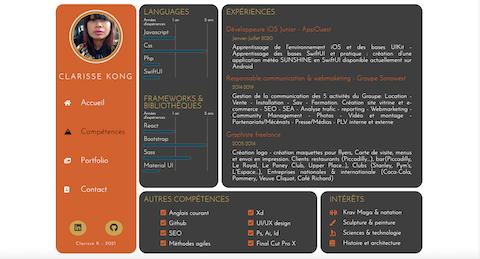 CLARISSE KONG
Accueil
Compétences
Portfolio
Contact
Clarisse K. - 2021
LANGUAGES
Années
d'expériences
1 an
5 ans
Javascript
Css
Php
SwiftUI
FRAMEWORKS &
BIBLIOTHÈQUES
Années
d'expériences
1 an
5 ans
React
Bootstrap
Sass
Material UI
EXPÉRIENCES
Développeuse iOS Junior - AppOuest
Janvier-juillet 2020
Apprentissage de l'environnement iOS et des bases UIKit -
Apprentissage des bases SwiftUI et pratique : création d'une
application météo SUNSHINE en SwiftUI disponible actuellement sur
Android
Responsable communication & webmaketing - Groupe Sonowest
2014-2019
Gestion de la communication des 5 activités du Groupe: Location -
Vente - Installation - Sav - Formation. Création site vitrine et e-
commerce - SEO - SEA - Analyse trafic - reporting - Webmarketing -
Community Management - Photos - Vidéo et montage -
Partenariats/Mécénats - Presse/Médias - PLV interne et externe
Graphiste freelance
2005-2014
Création logo - création maquettes pour flyers, Carte de visite, menus
et envoi en impression. Clients: restaurants (Piccadilly...), bar(Piccadilly,
Le Royal, Le Poney Club, Upper Place...), Clubs (Stanley, Pym's,
L'Espace...), Entreprises nationales & internationale (Coca-Cola,
Pommery, Veuve Cliquot, Café Richard)
AUTRES COMPÉTENCES
Anglais courant
Github
SEO
Méthodes agiles
Xd
UI/UX design
Ps, Ai, Id
Final Cut Pro X
INTÉRÊTS
Krav Maga & natation
Sculpture & peinture
Sciences & technologie
Histoire et architecture